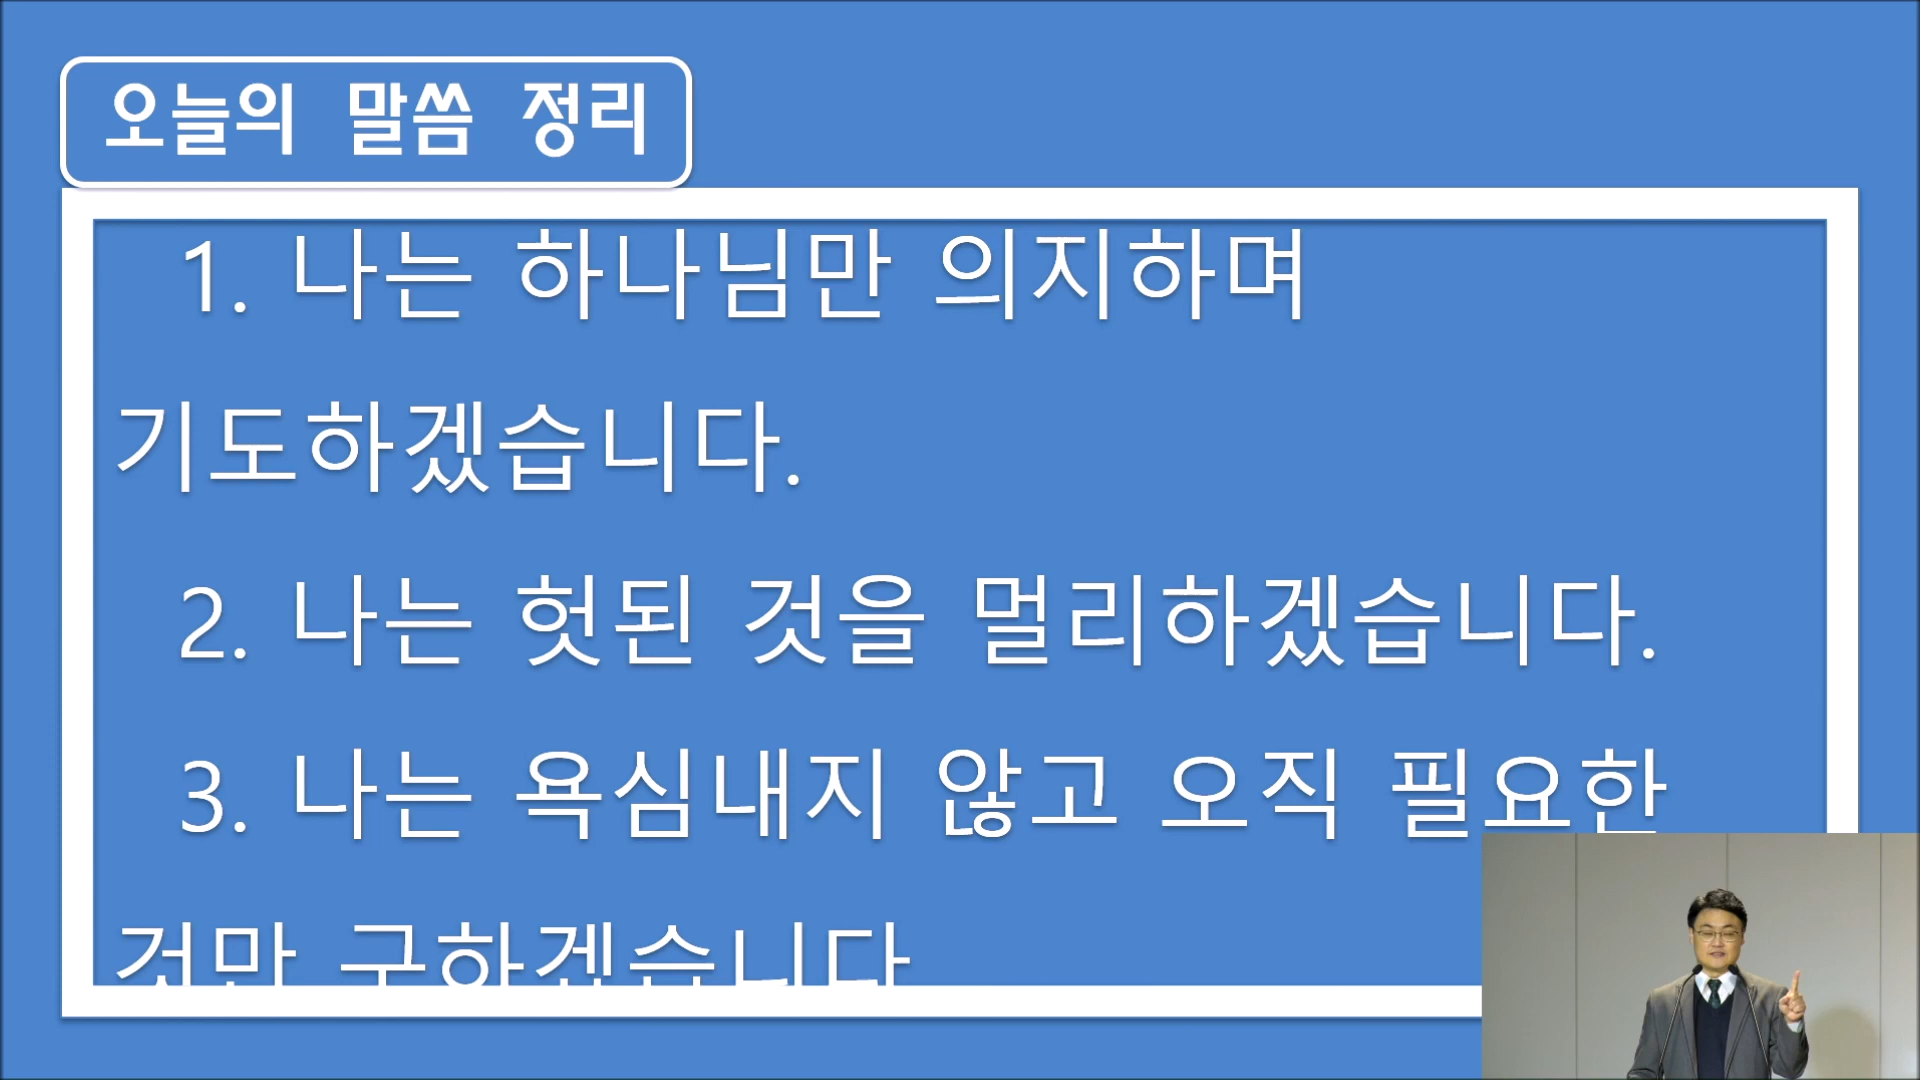 오늘의 말씀 정리
1. 나는 하나님만 의지하며
기도하겠습니다.
2. 나는 헛된 것을 멀리하겠습니다.
3. 나는 욕심내지 않고 오직 필요한
것만 구하겠습니다